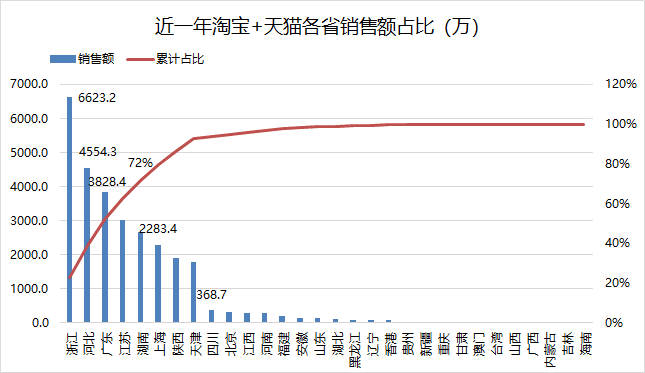 近一年淘宝+天猫各省销售额占比（万）
销售额 累计占比
7000.0
6000.0
5000.0
4000.0
3000.0
2000.0
1000.0
0.0
120%
100%
80%
60%
40%
20%
0%
6623.2
4554.3
3828.4
72%
2283.4
368.7
浙江
河北
广东
江苏
湖南
上海
陕西
天津
四川
北京
江西
河南
福建
安徽
山东
湖北
黑龙江
辽宁
香港
贵州
新疆
重庆
甘肃
澳门
台湾
山西
广西
内蒙古
吉林
海南